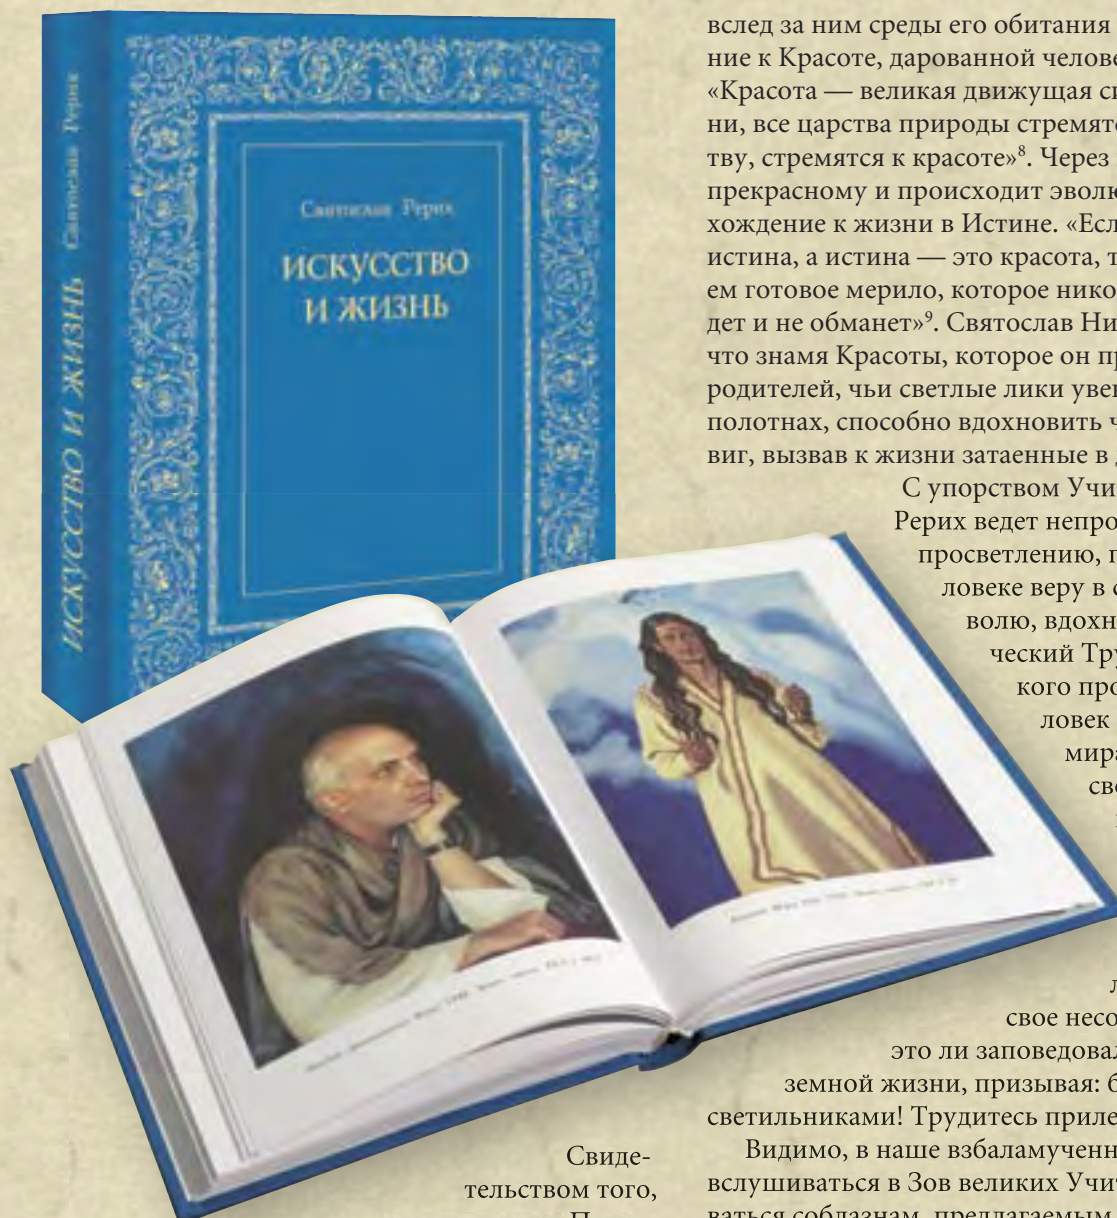 Святослав Рерих
ИСКУССТВО
И ЖИЗНЬ
ИСКУССТВО И ЖИЗНЬ Святослав Рерих
Свиде-
тельством того,
вслед за ним среды его обитания
ние к Красоте, дарованной челове
«Красота — великая движущая си
ни, все царства природы стремятс
тву, стремятся к красоте»⁸. Через
прекрасному и происходит эволю
хождение к жизни в Истине. «Есл
истина, а истина — это красота, т
ем готовое мерило, которое нико
дет и не обманет»⁹. Святослав Ни
что знамя Красоты, которое он пр
родителей, чьи светлые лики увек
полотнах, способно вдохновить ч
виг, вызвав к жизни затаенные в
С упорством Учи
Рерих ведет непро
просветлению, п
ловеке веру в с
волю, вдохн
ческий Тру
кого про
ловек
мира
сво
свое несо
это ли заповедовал
земной жизни, призывая: б
светильниками! Трудитесь приле
Видимо, в наше взбаламученн
вслушиваться в Зов великих Учит
ваться соблазнам, предлагаемым